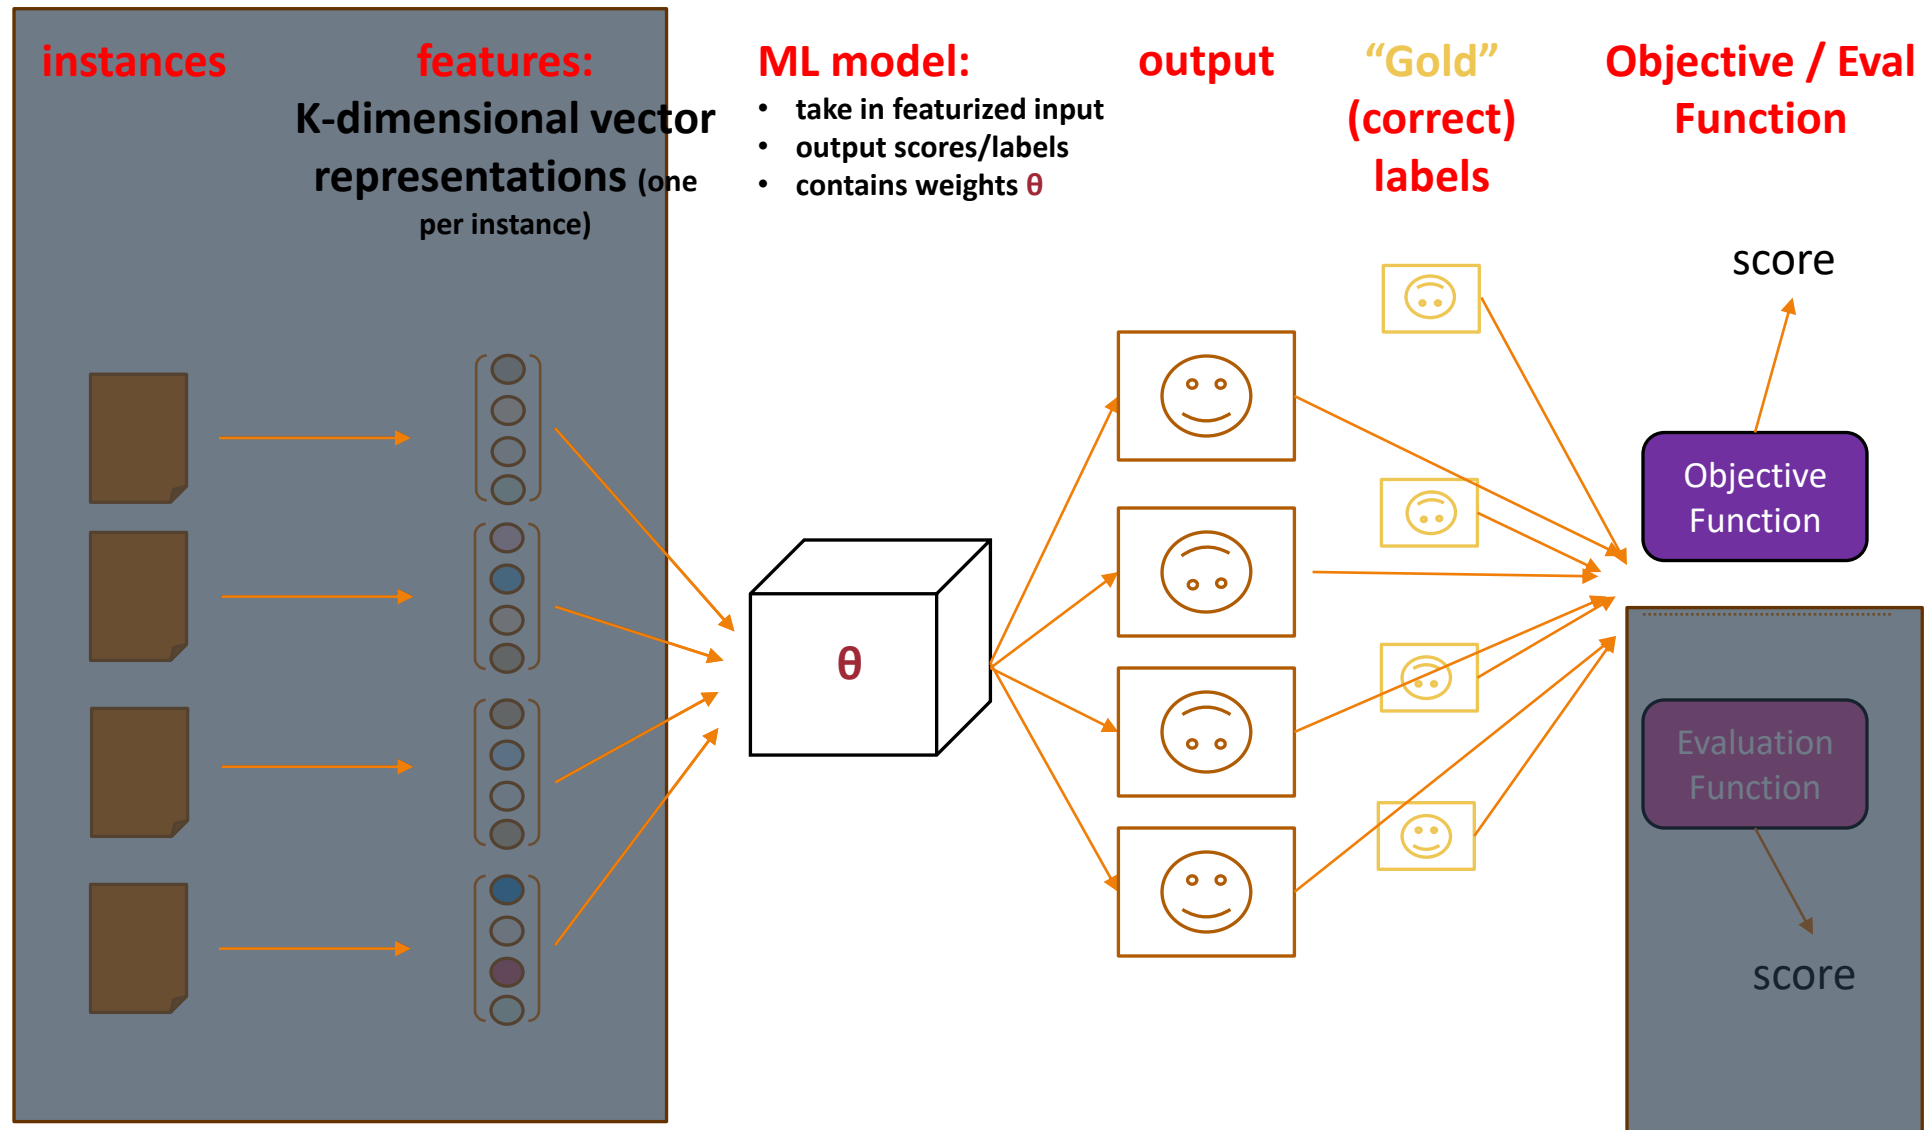 instances
features:
K-dimensional vector
representations (one
per instance)
ML model:
• take in featurized input
• output scores/labels
• contains weights θ
output
“Gold”
(correct)
labels
Objective / Eval
Function
score
Objective
Function
θ
Evaluation
Function
score